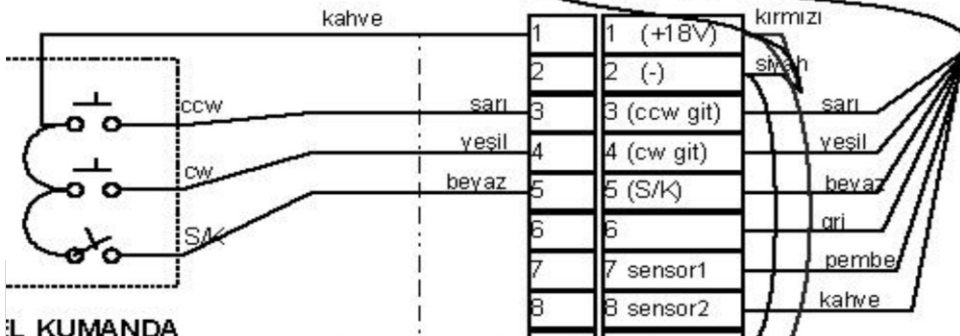 kahve 1 1 (+18V) kırmızı
2 2 (-) siyah
ccw sarı 3 3 (ccw git) sarı
yeşil 4 4 (cw git) yeşil
cw beyaz 5 5 (S/K) beyaz
S/K 6 6 gri
7 7 sensor1 pembe
8 8 sensor2 kahve
EL KUMANDA